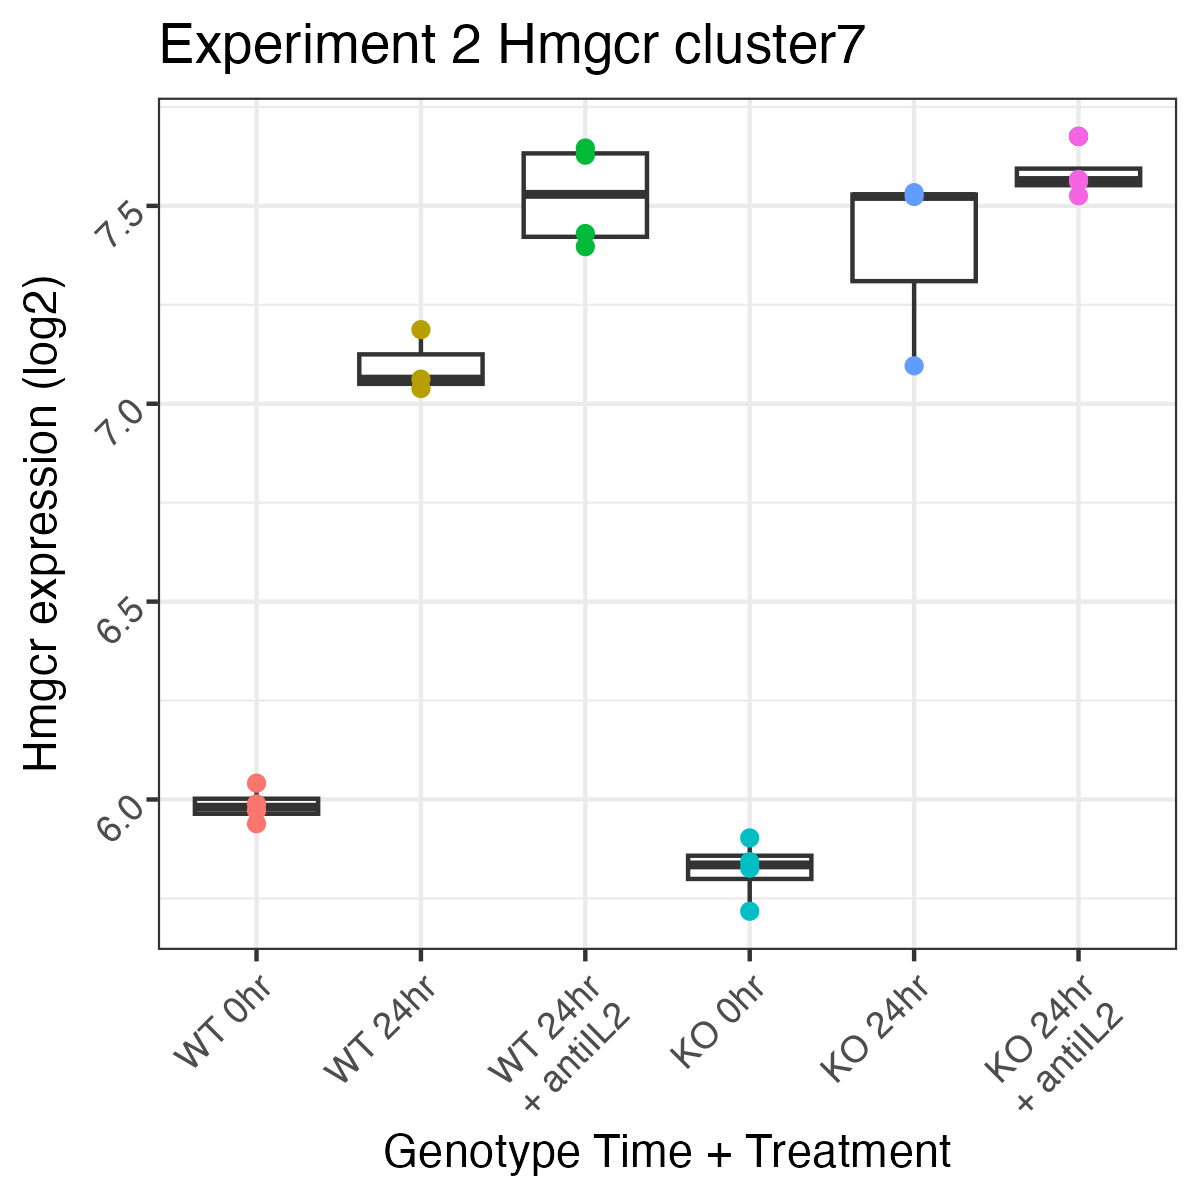 Experiment 2 Hmgcr cluster7
Hmgcr expression (log2)
7.5
7.0
6.5
6.0
WT 0hr
WT 24hr
WT 24hr
+ antiIL2
KO 0hr
KO 24hr
KO 24hr
+ antiIL2
Genotype Time + Treatment